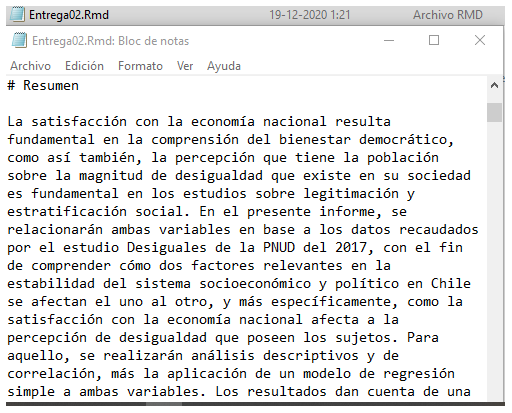 Entrega02.Rmd 19-12-2020 1:21 Archivo RMD
Entrega02.Rmd: Bloc de notas
Archivo Edición Formato Ver Ayuda
# Resumen
La satisfacción con la economía nacional resulta
fundamental en la comprensión del bienestar democrático,
como así también, la percepción que tiene la población
sobre la magnitud de desigualdad que existe en su sociedad
es fundamental en los estudios sobre legitimación y
estratificación social. En el presente informe, se
relacionarán ambas variables en base a los datos recaudados
por el estudio Desiguales de la PNUD del 2017, con el fin
de comprender cómo dos factores relevantes en la
estabilidad del sistema socioeconómico y político en Chile
se afectan el uno al otro, y más específicamente, como la
satisfacción con la economía nacional afecta a la
percepción de desigualdad que poseen los sujetos. Para
aquello, se realizarán análisis descriptivos y de
correlación, más la aplicación de un modelo de regresión
simple a ambas variables. Los resultados dan cuenta de una